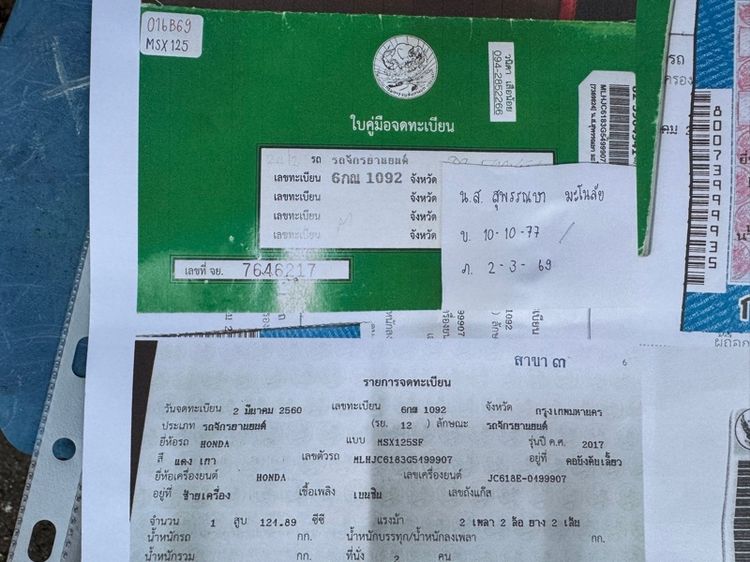 016B69
MSX125
วนิดา เสือน้อย
094-2852266
MLHJC6183G5499907
ใบคู่มือจดทะเบียน
รถ รถจักรยานยนต์
เลขทะเบียน 6กณ 1092 จังหวัด
เลขทะเบียน จังหวัด
เลขทะเบียน จังหวัด
เลขทะเบียน จังหวัด
เลขที่ จย. 7646217
น.ส. สุพรรณษา มะโนลัย
ข. 10-10-77
ภ. 2-3-69
8007399935
สาขา ๓
6
รายการจดทะเบียน
วันจดทะเบียน 2 มีนาคม 2560 เลขทะเบียน 6กณ 1092 จังหวัด กรุงเทพมหานคร
ประเภท รถจักรยานยนต์ (รย. 12 ) ลักษณะ รถจักรยานยนต์
ยี่ห้อรถ HONDA แบบ MSX125SF รุ่นปี ค.ศ. 2017
สี แดง เทา เลขตัวรถ MLHJC6183G5499907 อยู่ที่ คอบังคับเลี้ยว
ยี่ห้อเครื่องยนต์ HONDA เลขเครื่องยนต์ JC618E-0499907
อยู่ที่ ซ้ายเครื่อง เชื้อเพลิง เบนซิน เลขถังแก๊ส
จำนวน 1 สูบ 124.89 ซีซี แรงม้า 2 เพลา 2 ล้อ ยาง 2 เส้น
น้ำหนักรถ กก. น้ำหนักบรรทุก/น้ำหนักลงเพลา กก.
น้ำหนักรวม กก. ที่นั่ง 2 คน